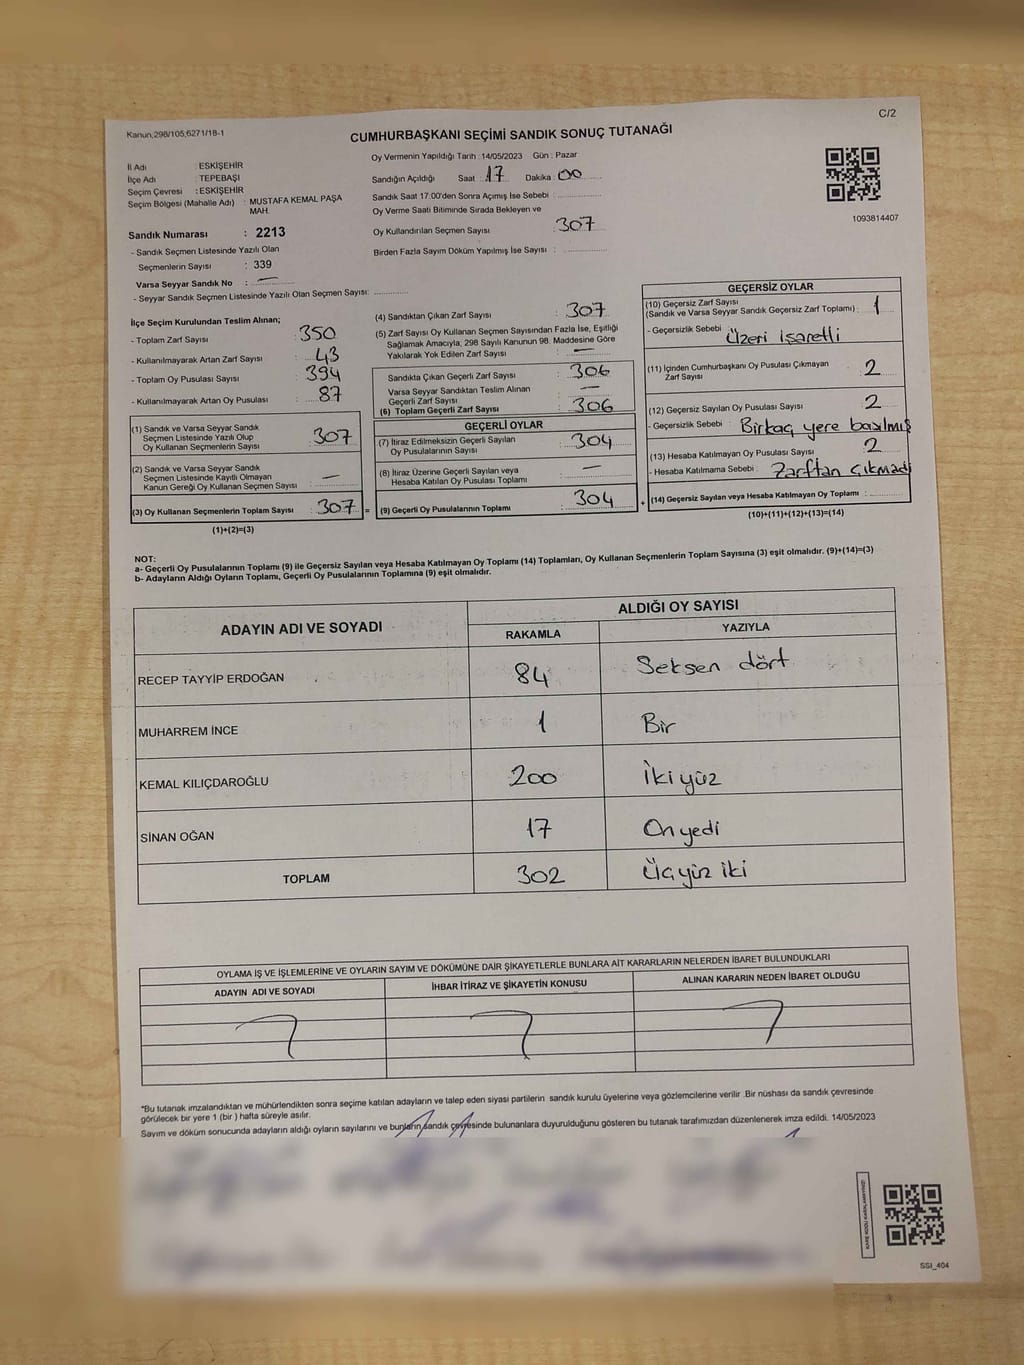 Kanun,298/105,6271/18-1
C/2
CUMHURBAŞKANI SEÇİMİ SANDIK SONUÇ TUTANAĞI
İl Adı : ESKİŞEHİR
İlçe Adı : TEPEBAŞI
Seçim Çevresi : ESKİŞEHİR
Seçim Bölgesi (Mahalle Adı) : MUSTAFA KEMAL PAŞA
MAH.
Sandık Numarası : 2213
- Sandık Seçmen Listesinde Yazılı Olan
Seçmenlerin Sayısı : 339
Varsa Seyyar Sandık No : —
- Seyyar Sandık Seçmen Listesinde Yazılı Olan Seçmen Sayısı: ............
Oy Vermenin Yapıldığı Tarih :14/05/2023 Gün : Pazar
Sandığın Açıldığı Saat : 17 Dakika : 00
Sandık Saat 17:00'den Sonra Açımış İse Sebebi :
Oy Verme Saati Bitiminde Sırada Bekleyen ve
Oy Kullandırılan Seçmen Sayısı : 307
Birden Fazla Sayım Döküm Yapılmış İse Sayısı :
1093814407
İlçe Seçim Kurulundan Teslim Alınan;
- Toplam Zarf Sayısı : 350
- Kullanılmayarak Artan Zarf Sayısı : 43
- Toplam Oy Pusulası Sayısı : 394
- Kullanılmayarak Artan Oy Pusulası : 87
(1) Sandık ve Varsa Seyyar Sandık
Seçmen Listesinde Yazılı Olup
Oy Kullanan Seçmenlerin Sayısı : 307
(2) Sandık ve Varsa Seyyar Sandık
Seçmen Listesinde Kayıtlı Olmayan
Kanun Gereği Oy Kullanan Seçmen Sayısı : —
(3) Oy Kullanan Seçmenlerin Toplam Sayısı : 307 =
(1)+(2)=(3)
(4) Sandıktan Çıkan Zarf Sayısı : 307
(5) Zarf Sayısı Oy Kullanan Seçmen Sayısından Fazla İse, Eşitliği
Sağlamak Amacıyla, 298 Sayılı Kanunun 98. Maddesine Göre
Yakılarak Yok Edilen Zarf Sayısı : —
Sandıkta Çıkan Geçerli Zarf Sayısı : 306
Varsa Seyyar Sandıktan Teslim Alınan
Geçerli Zarf Sayısı : —
(6) Toplam Geçerli Zarf Sayısı : 306
GEÇERLİ OYLAR
(7) İtiraz Edilmeksizin Geçerli Sayılan
Oy Pusulalarının Sayısı : 304
(8) İtiraz Üzerine Geçerli Sayılan veya
Hesaba Katılan Oy Pusulası Toplamı : —
(9) Geçerli Oy Pusulalarının Toplamı : 304 +
GEÇERSİZ OYLAR
(10) Geçersiz Zarf Sayısı
(Sandık ve Varsa Seyyar Sandık Geçersiz Zarf Toplamı) : 1
- Geçersizlik Sebebi : Üzeri işaretli
(11) İçinden Cumhurbaşkanı Oy Pusulası Çıkmayan
Zarf Sayısı : 2
(12) Geçersiz Sayılan Oy Pusulası Sayısı : 2
- Geçersizlik Sebebi : Birkaç yere basılmış
(13) Hesaba Katılmayan Oy Pusulası Sayısı : 2
- Hesaba Katılmama Sebebi : Zarftan çıkmadı
(14) Geçersiz Sayılan veya Hesaba Katılmayan Oy Toplamı :
(10)+(11)+(12)+(13)=(14)
NOT:
a- Geçerli Oy Pusulalarının Toplamı (9) ile Geçersiz Sayılan veya Hesaba Katılmayan Oy Toplamı (14) Toplamları, Oy Kullanan Seçmenlerin Toplam Sayısına (3) eşit olmalıdır. (9)+(14)=(3)
b- Adayların Aldığı Oyların Toplamı, Geçerli Oy Pusulalarının Toplamına (9) eşit olmalıdır.
ADAYIN ADI VE SOYADI
ALDIĞI OY SAYISI
RAKAMLA YAZIYLA
RECEP TAYYİP ERDOĞAN 84 Seksen dört
MUHARREM İNCE 1 Bir
KEMAL KILIÇDAROĞLU 200 İkiyüz
SİNAN OĞAN 17 Onyedi
TOPLAM 302 Üçyüz iki
OYLAMA İŞ VE İŞLEMLERİNE VE OYLARIN SAYIM VE DÖKÜMÜNE DAİR ŞİKAYETLERLE BUNLARA AİT KARARLARIN NELERDEN İBARET BULUNDUKLARI
ADAYIN ADI VE SOYADI İHBAR İTİRAZ VE ŞİKAYETİN KONUSU ALINAN KARARIN NEDEN İBARET OLDUĞU
*Bu tutanak imzalandıktan ve mühürlendikten sonra seçime katılan adayların ve talep eden siyasi partilerin sandık kurulu üyelerine veya gözlemcilerine verilir .Bir nüshası da sandık çevresinde
görülecek bir yere 1 (bir ) hafta süreyle asılır.
Sayım ve döküm sonucunda adayların aldığı oyların sayılarını ve bunların sandık çevresinde bulunanlara duyurulduğunu gösteren bu tutanak tarafımızdan düzenlenerek imza edildi. 14/05/2023
SSI_404